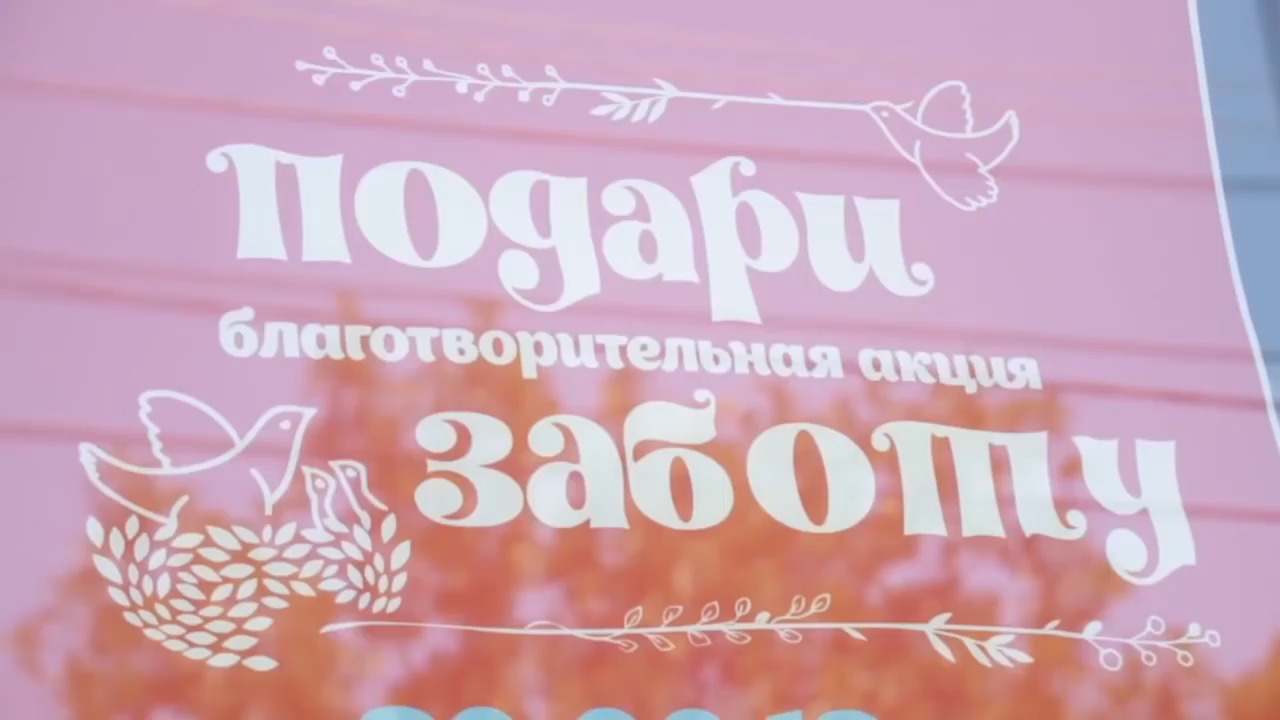 подари
благотворительная акция
заботу